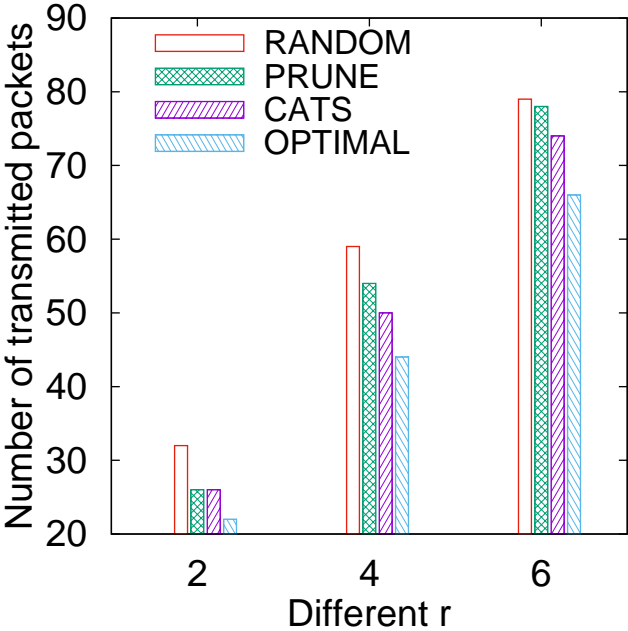 Number of transmitted packets
90
80
70
60
50
40
30
20
RANDOM
PRUNE
CATS
OPTIMAL
2 4 6
Different r